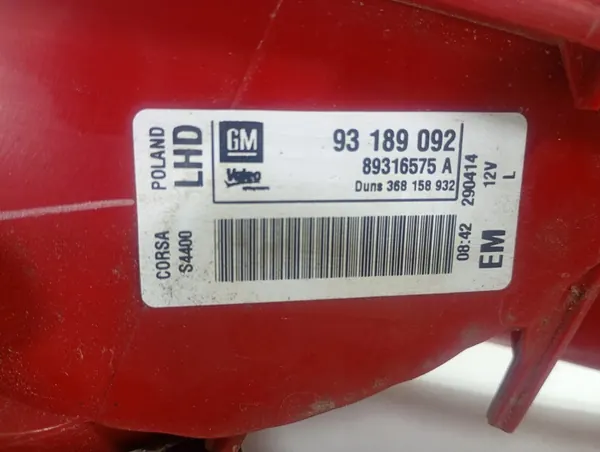 POLAND
LHD
CORSA
S4400
GM
Valeo
93 189 092
89316575 A
Duns 368 158 932
290414
12V
L
08:42
EM